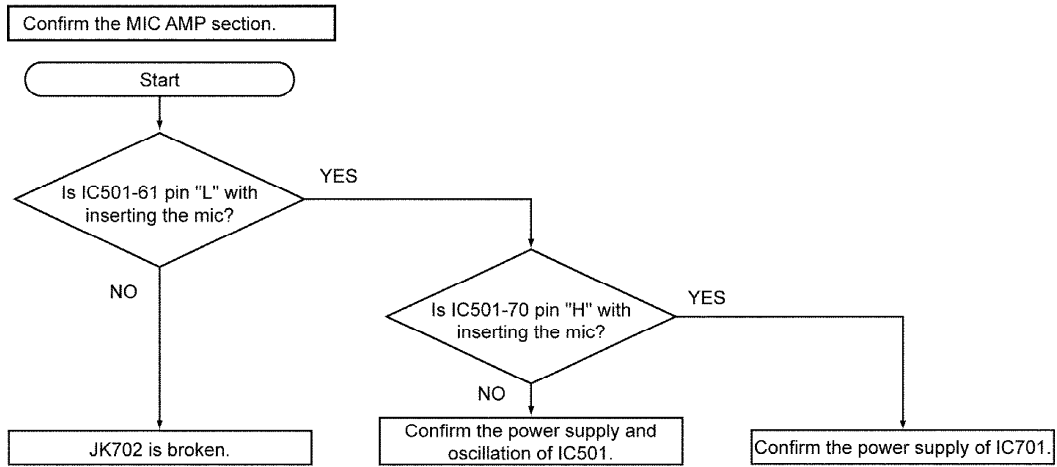 Confirm the MIC AMP section.
Start
Is IC501-61 pin "L" with
inserting the mic?
YES
NO
Is IC501-70 pin "H" with
inserting the mic?
YES
NO
JK702 is broken.
Confirm the power supply and
oscillation of IC501.
Confirm the power supply of IC701.